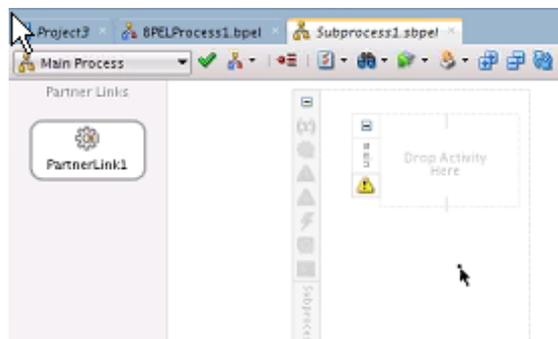 Project3
BPELProcess1.bpel
Subprocess1.sbpel
Main Process
Partner Links
PartnerLink1
(x)
Drop Activity
Here